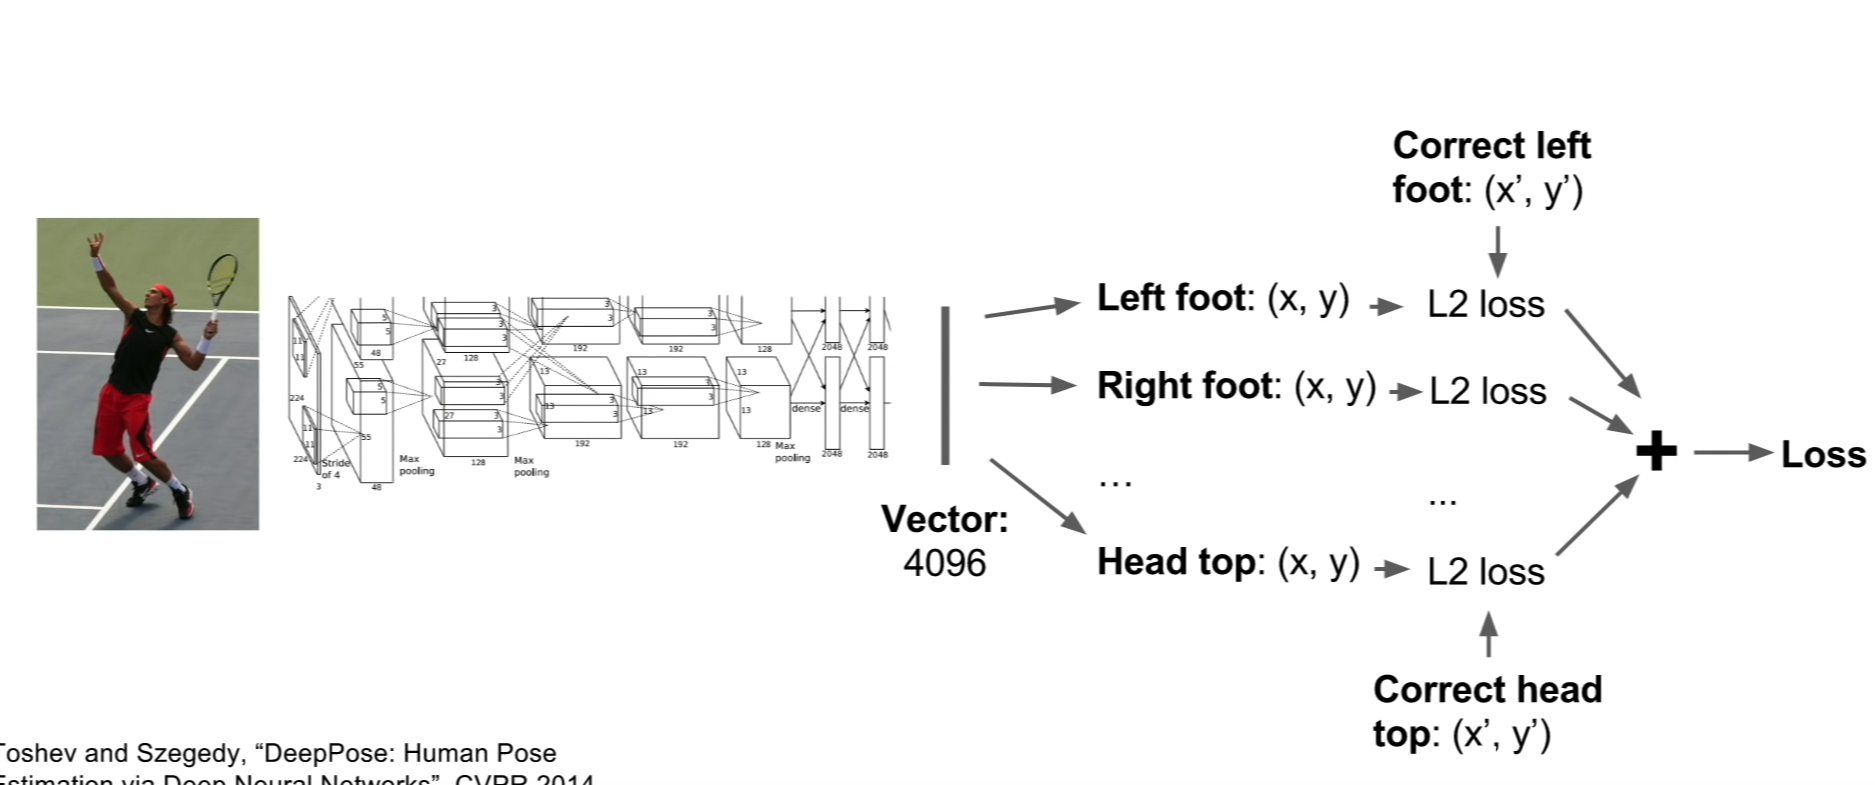 Correct left
foot: (x’, y’)
Left foot: (x, y)
L2 loss
Right foot: (x, y)
L2 loss
+
Loss
...
...
Vector:
4096
Head top: (x, y)
L2 loss
Correct head
top: (x’, y’)
11
11
224
11
11
224
3
Stride
of 4
5
5
48
55
5
5
55
48
Max
pooling
3
3
128
27
3
3
27
3
3
128
Max
pooling
3
3
192
13
3
13
3
192
3
3
192
13
3
13
3
192
128
13
13
128
Max
pooling
2048
2048
dense
dense
2048
2048
Toshev and Szegedy, “DeepPose: Human Pose
Estimation via Deep Neural Networks”, CVPR 2014